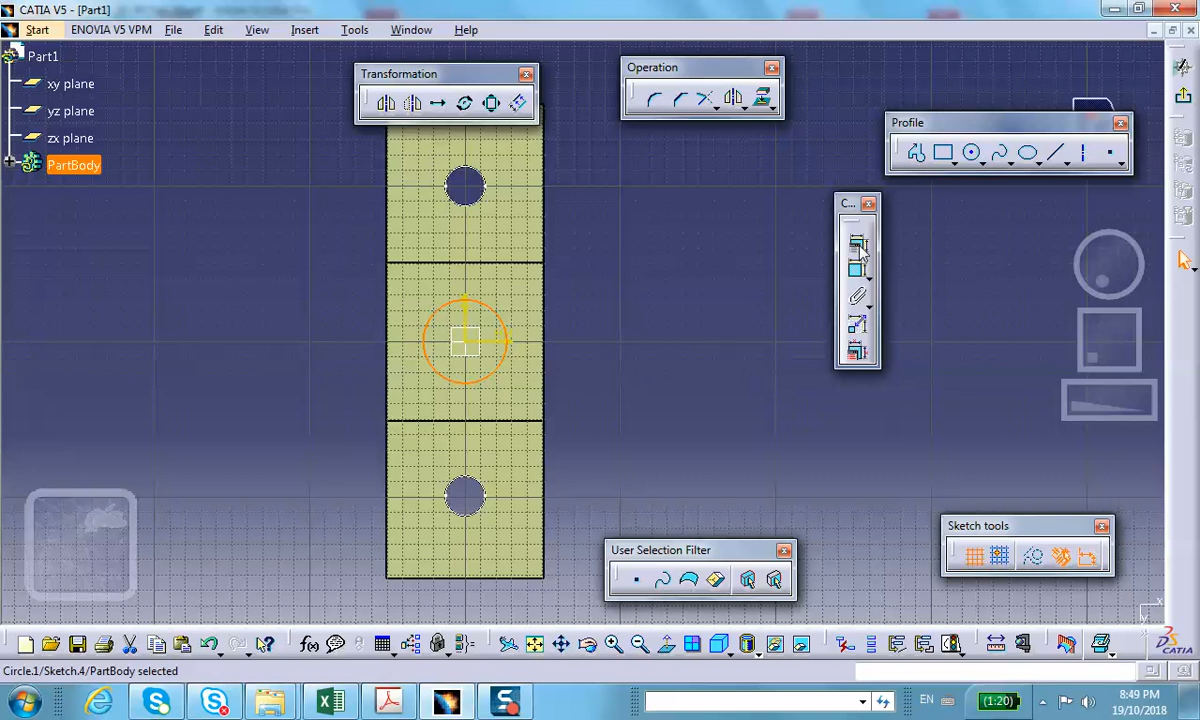 CATIA V5 - [Part1]
Start ENOVIA V5 VPM File Edit View Insert Tools Window Help
Part1
xy plane
yz plane
zx plane
PartBody
Transformation
Operation
Profile
C...
User Selection Filter
Sketch tools
f(x)
x
y
CATIA
Circle.1/Sketch.4/PartBody selected
EN
(1:20)
8:49 PM
19/10/2018